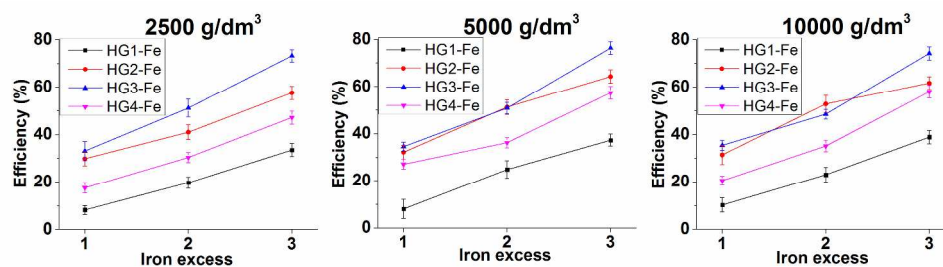 2500 g/dm³
80
60
40
20
0
Efficiency (%)
HG1-Fe
HG2-Fe
HG3-Fe
HG4-Fe
1 2 3
Iron excess
5000 g/dm³
80
60
40
20
0
Efficiency (%)
HG1-Fe
HG2-Fe
HG3-Fe
HG4-Fe
1 2 3
Iron excess
10000 g/dm³
80
60
40
20
0
Efficiency (%)
HG1-Fe
HG2-Fe
HG3-Fe
HG4-Fe
1 2 3
Iron excess